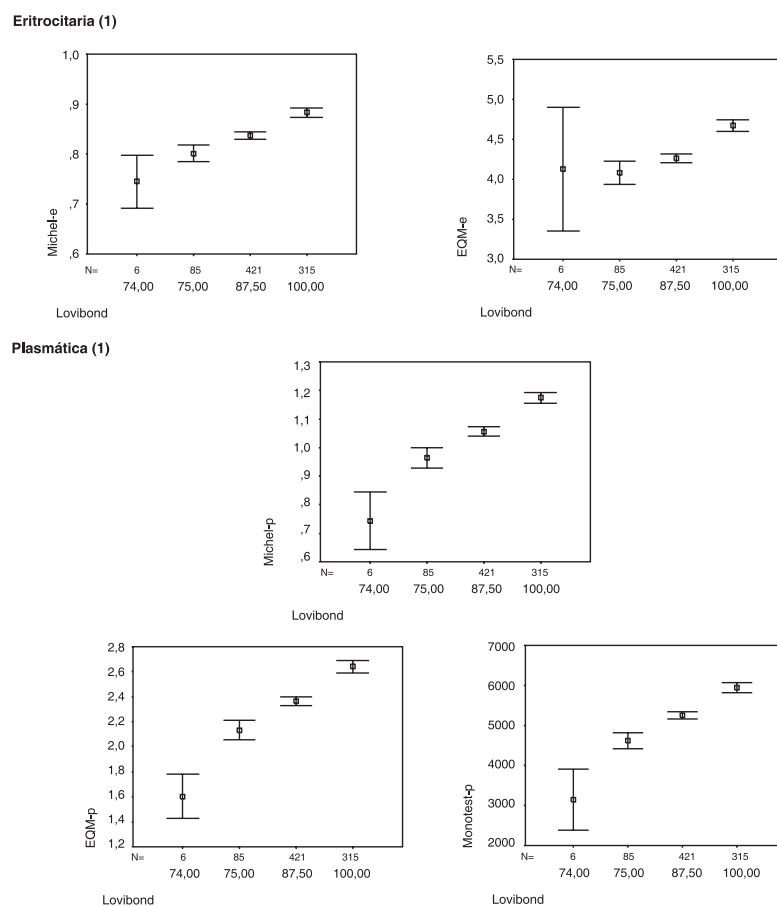 Eritrocitaria (1)
1,0
,9
,8
,7
,6
Michel-e
N= 6 85 421 315
74,00 75,00 87,50 100,00
Lovibond
5,5
5,0
4,5
4,0
3,5
3,0
EQM-e
N= 6 85 421 315
74,00 75,00 87,50 100,00
Lovibond
Plasmática (1)
1,3
1,2
1,1
1,0
,9
,8
,7
,6
Michel-p
N= 6 85 421 315
74,00 75,00 87,50 100,00
Lovibond
2,8
2,6
2,4
2,2
2,0
1,8
1,6
1,4
1,2
EQM-p
N= 6 85 421 315
74,00 75,00 87,50 100,00
Lovibond
7000
6000
5000
4000
3000
2000
Monotest-p
N= 6 85 421 315
74,00 75,00 87,50 100,00
Lovibond